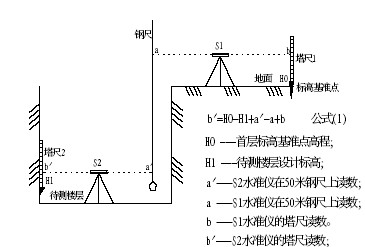 钢尺
S1
a
b
塔尺1
地面 H0
标高基准点
b′=H0-H1+a′-a+b 公式(1)
塔尺2
S2
b′
a′
H1
待测楼层
H0 ——首层标高基准点高程;
H1 ——待测楼层设计标高;
a′——S2水准仪在50米钢尺上读数;
a ——S1水准仪在50米钢尺上读数;
b ——S1水准仪的塔尺读数。
b′——S2水准仪的塔尺读数;